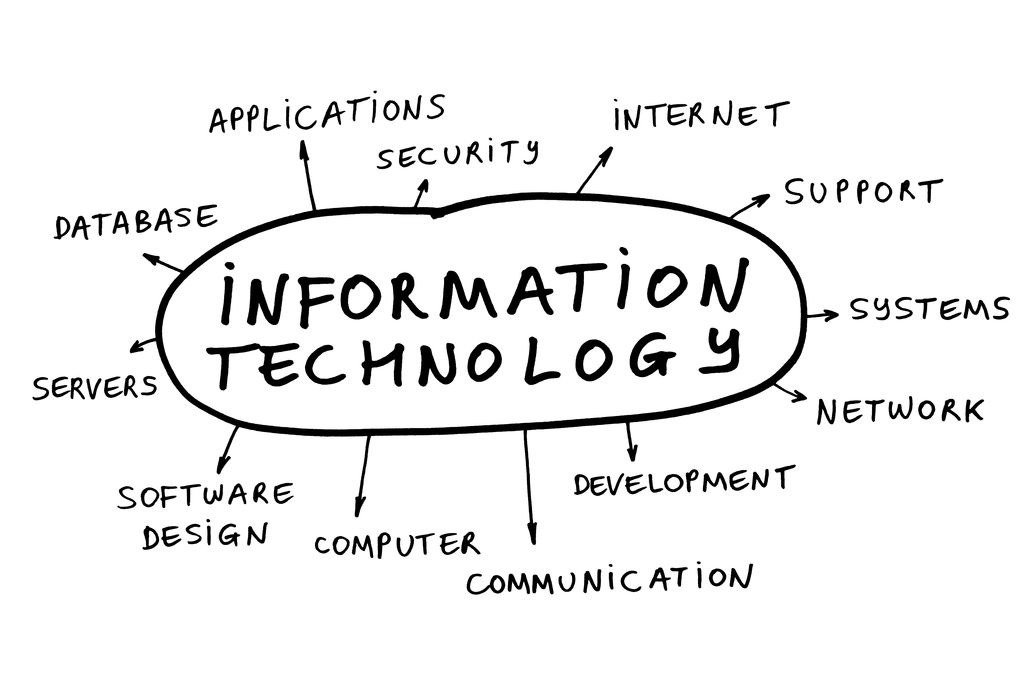 APPLICATIONS
INTERNET
SECURITY
SUPPORT
DATABASE
INFORMATION
TECHNOLOGY
SYSTEMS
SERVERS
NETWORK
DEVELOPMENT
SOFTWARE
DESIGN
COMPUTER
COMMUNICATION